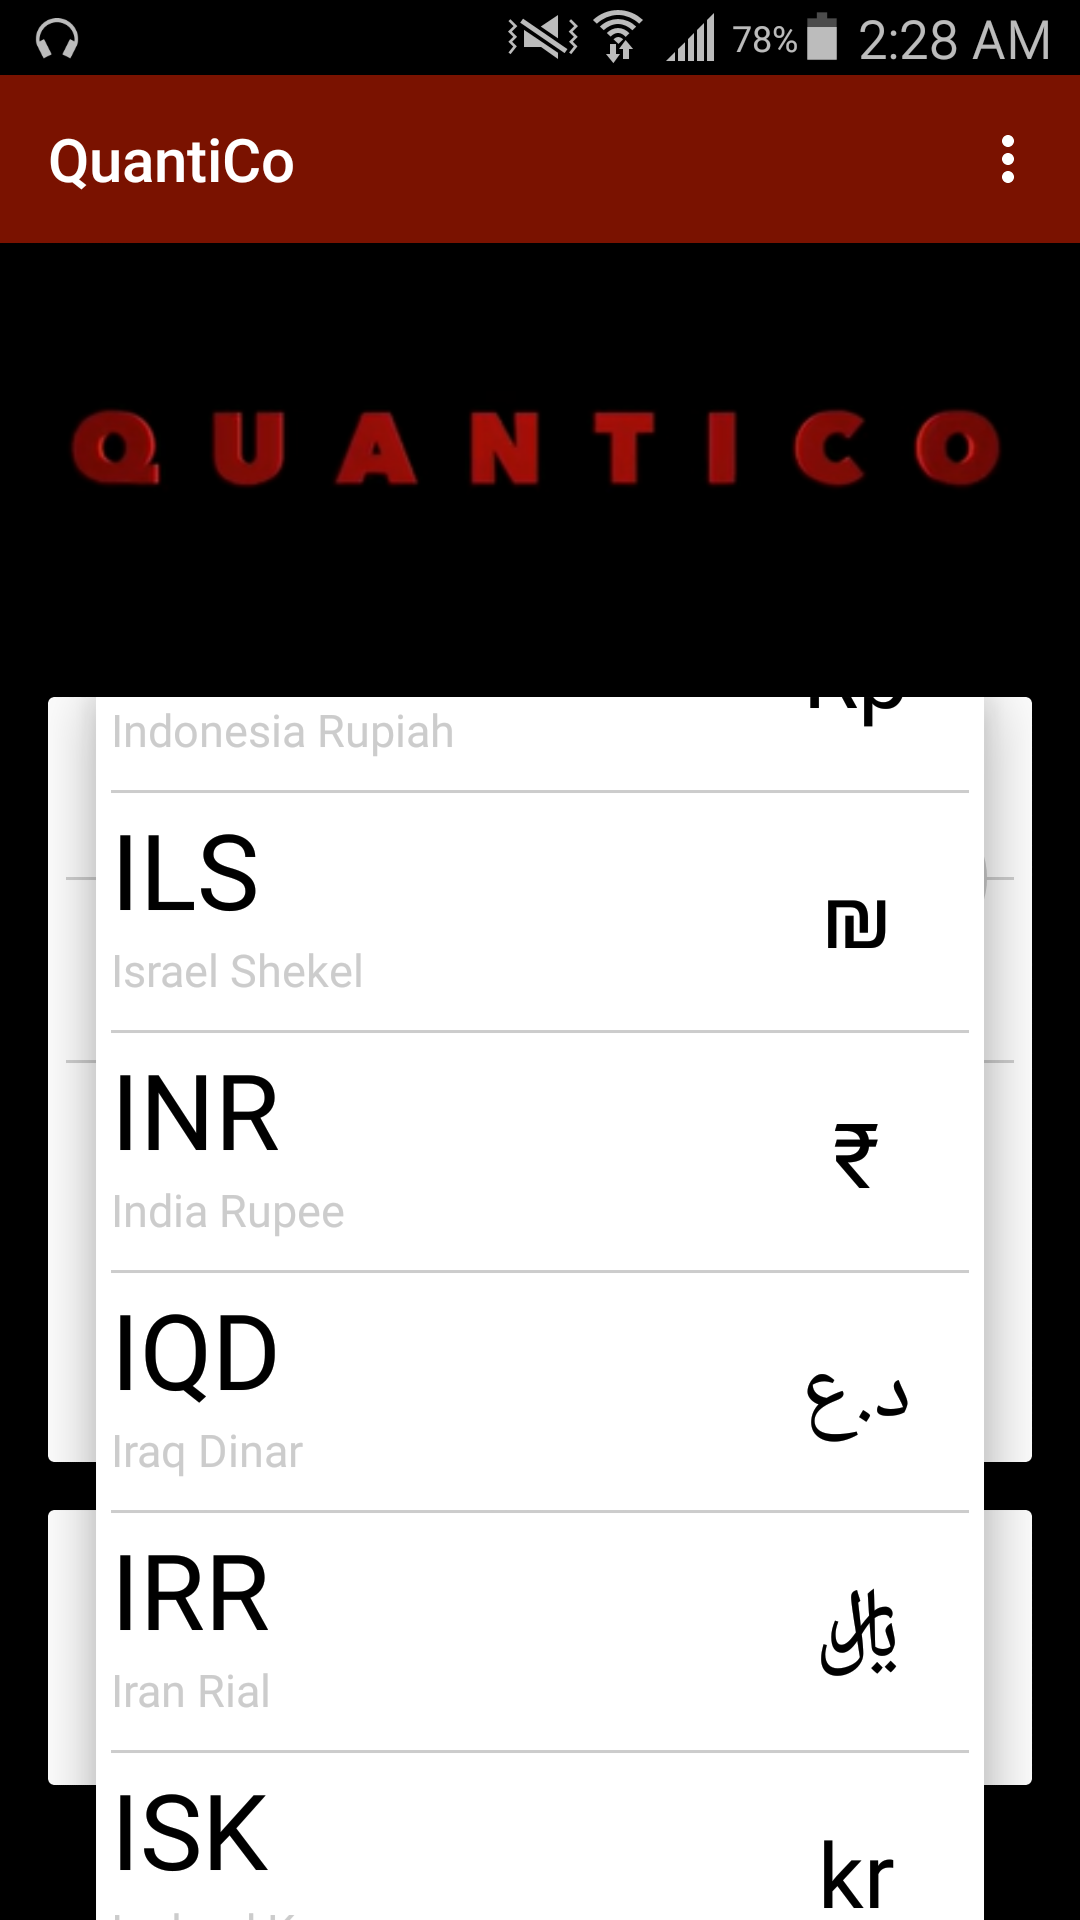 78% 2:28 AM
QuantiCo
QUANTICO
Rp
Indonesia Rupiah
ILS
₪
Israel Shekel
INR
₹
India Rupee
IQD
د.ع
Iraq Dinar
IRR
﷼
Iran Rial
ISK
kr